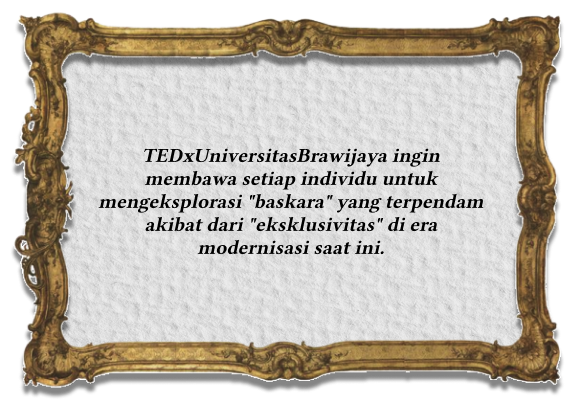 TEDxUniversitasBrawijaya ingin
membawa setiap individu untuk
mengeksplorasi "baskara" yang terpendam
akibat dari "eksklusivitas" di era
modernisasi saat ini.